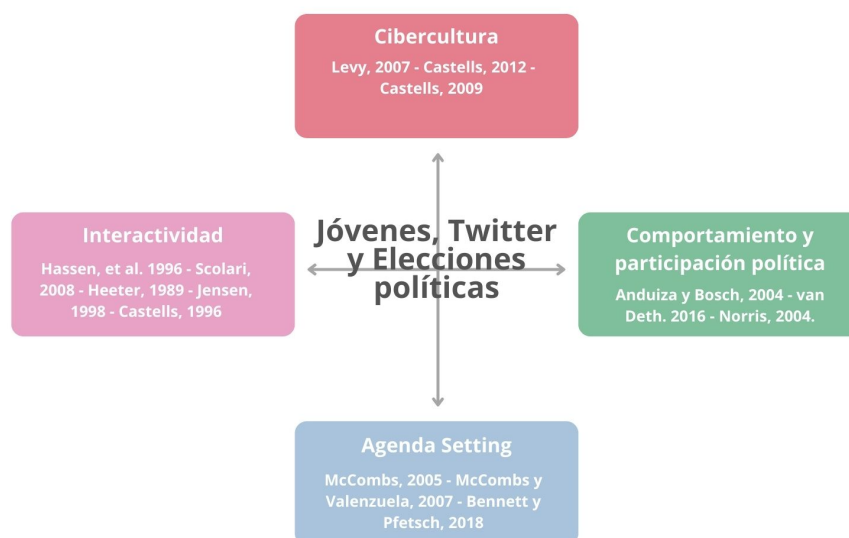 Cibercultura
Levy, 2007 - Castells, 2012 -
Castells, 2009
Interactividad
Hassen, et al. 1996 - Scolari,
2008 - Heeter, 1989 - Jensen,
1998 - Castells, 1996
Jóvenes, Twitter
y Elecciones
políticas
Comportamiento y
participación política
Anduiza y Bosch, 2004 - van
Deth. 2016 - Norris, 2004.
Agenda Setting
McCombs, 2005 - McCombs y
Valenzuela, 2007 - Bennett y
Pfetsch, 2018